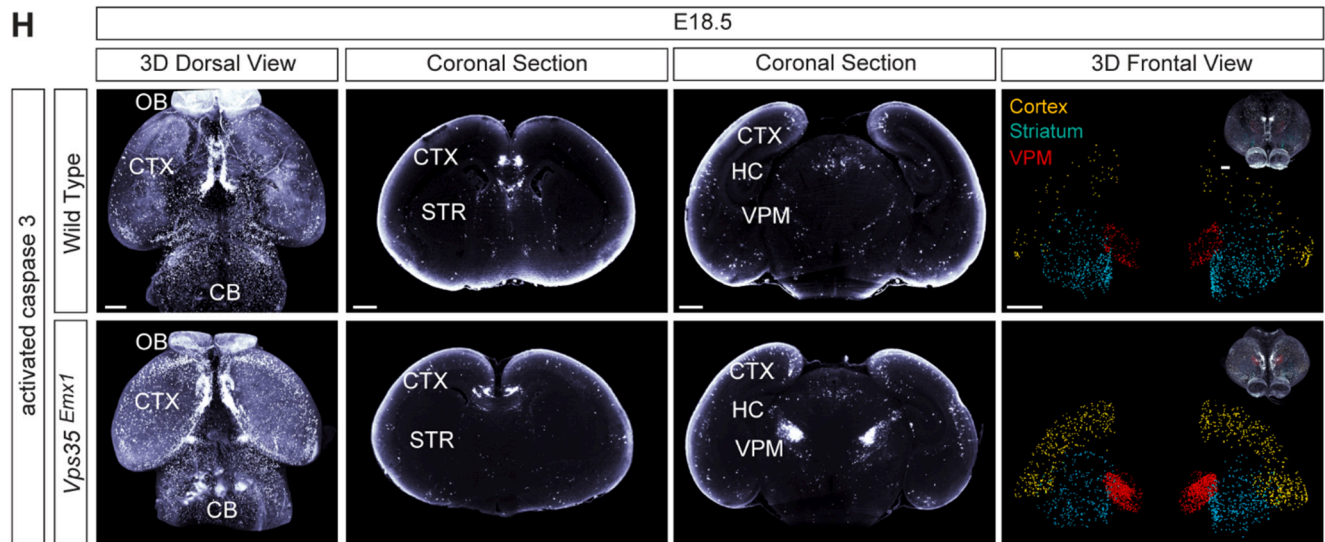 H
E18.5
3D Dorsal View
Coronal Section
Coronal Section
3D Frontal View
activated caspase 3
Wild Type
OB
CTX
CB
CTX
STR
CTX
HC
VPM
Cortex
Striatum
VPM
Vps35 Emx1
OB
CTX
CB
CTX
STR
CTX
HC
VPM